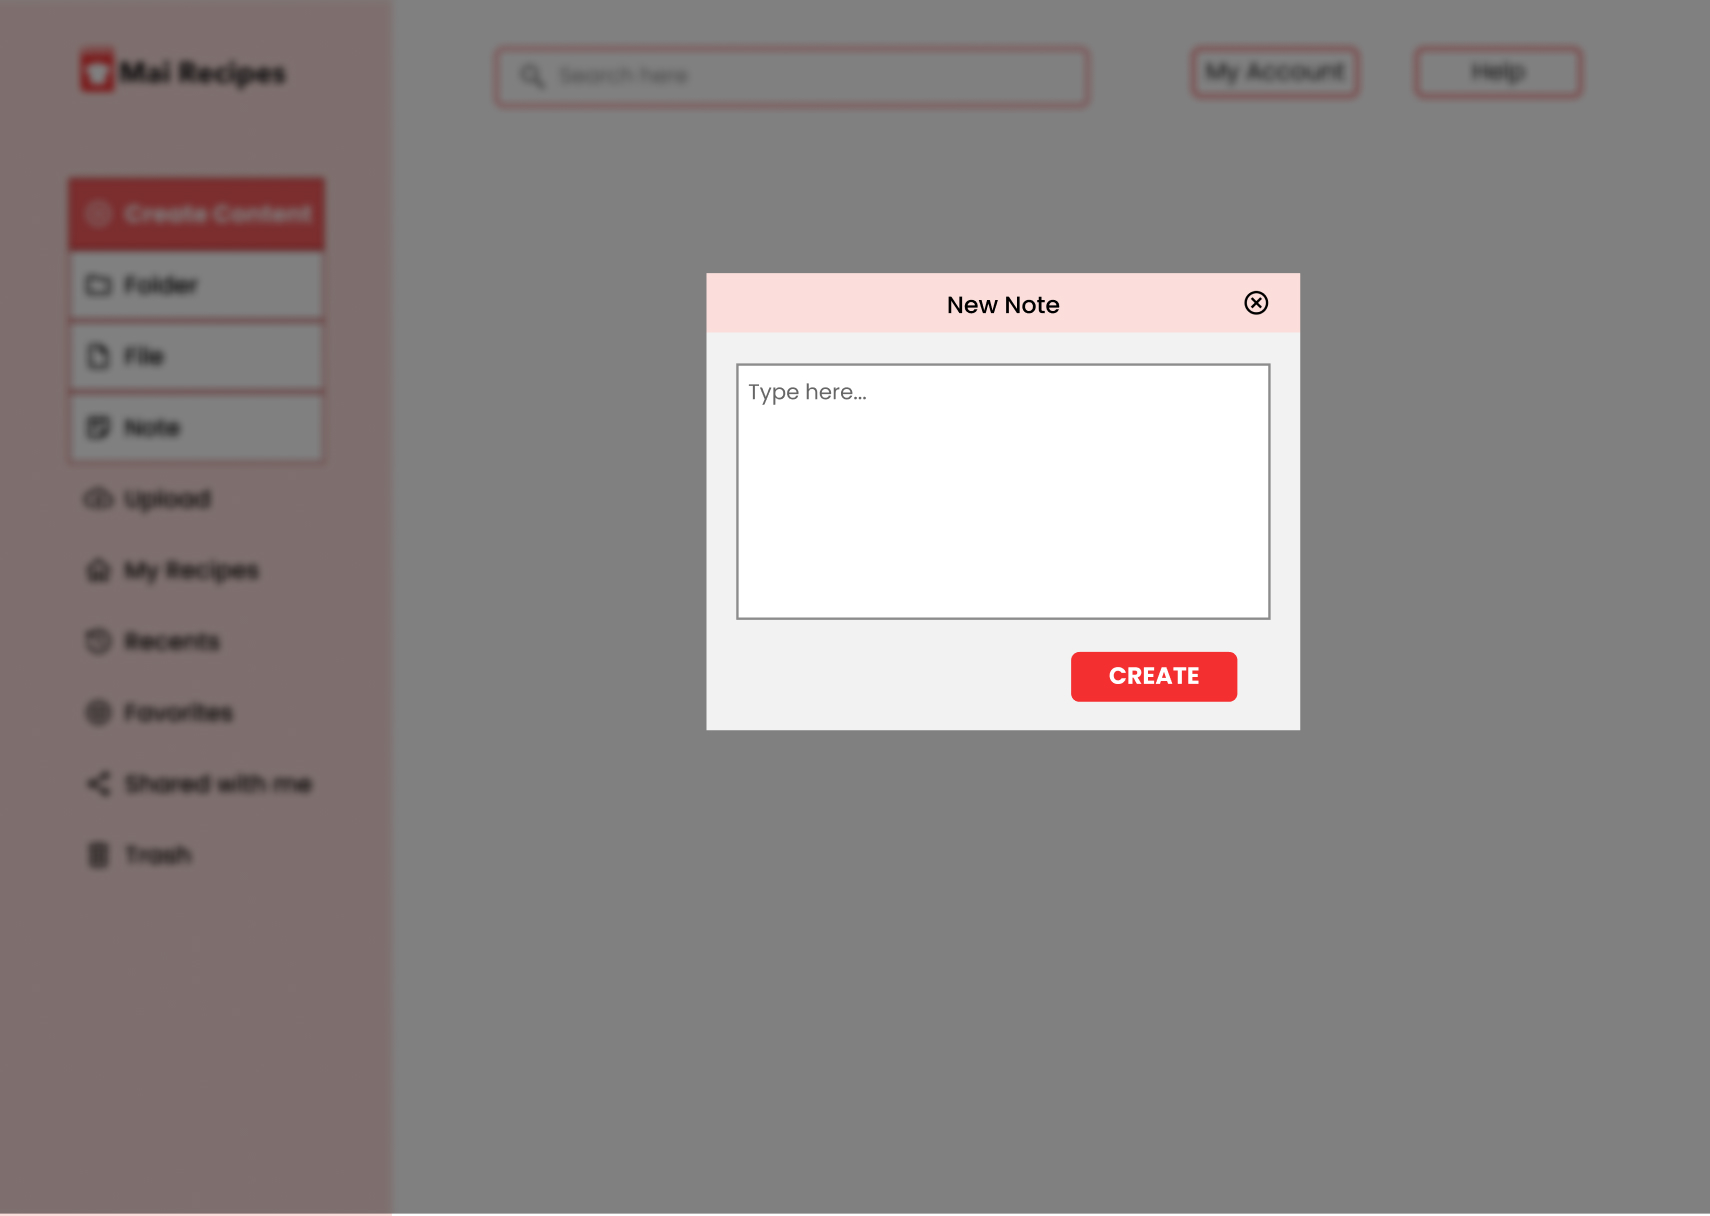 Mai Recipes
Search here
My Account
Help
Create Content
Folder
File
Note
Upload
My Recipes
Recents
Favorites
Shared with me
Trash
New Note
Type here...
CREATE